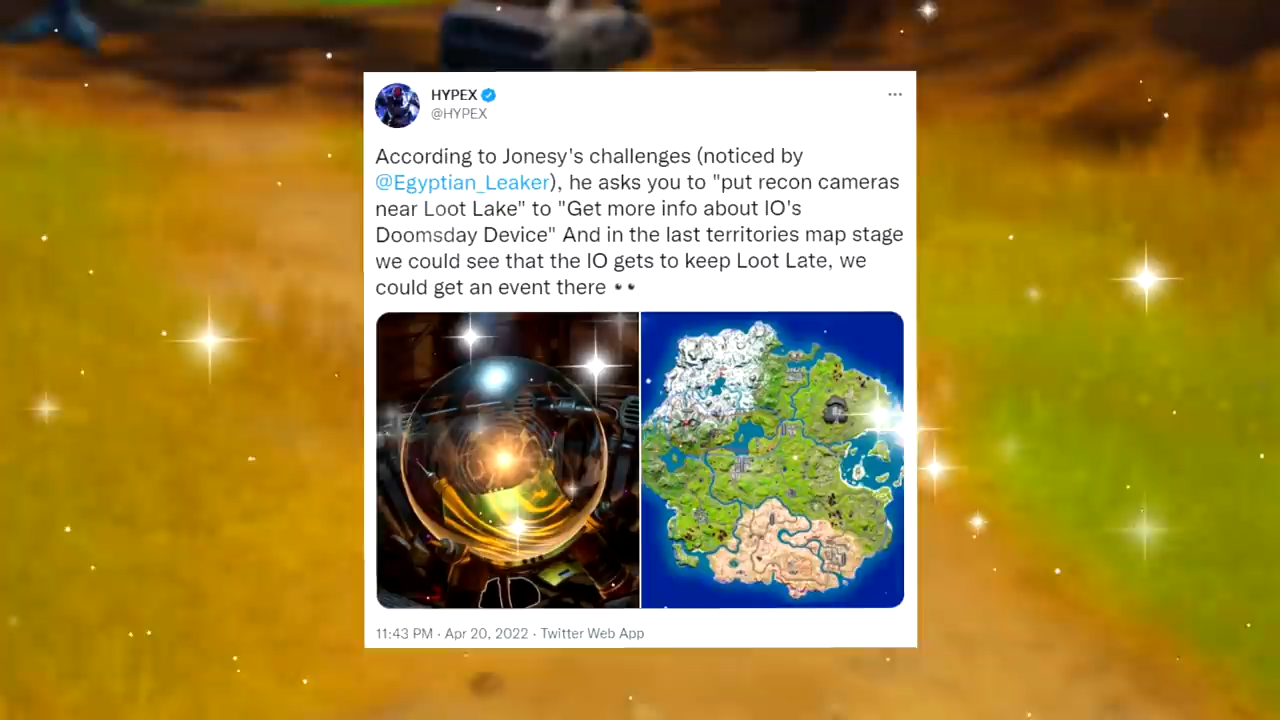 HYPEX
@HYPEX
According to Jonesy's challenges (noticed by
@Egyptian_Leaker), he asks you to "put recon cameras
near Loot Lake" to "Get more info about IO's
Doomsday Device" And in the last territories map stage
we could see that the IO gets to keep Loot Late, we
could get an event there 👀
11:43 PM · Apr 20, 2022 · Twitter Web App